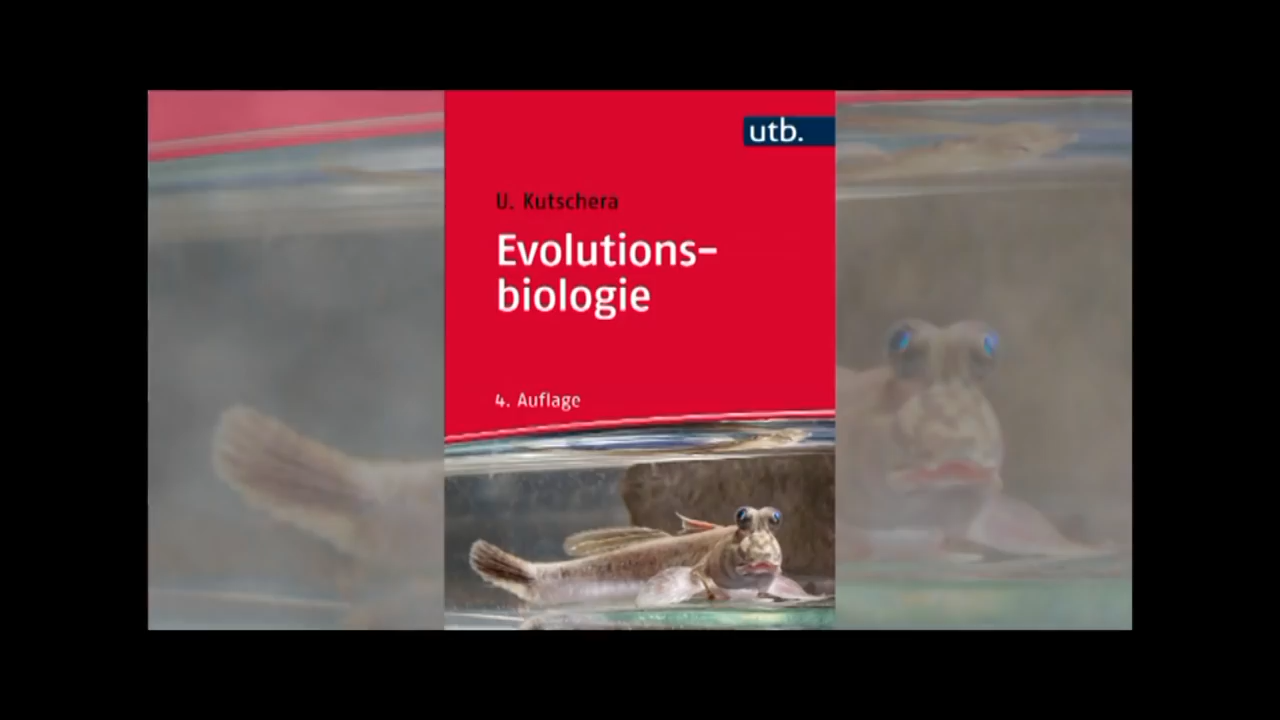 utb.
U. Kutschera
Evolutions-
biologie
4. Auflage